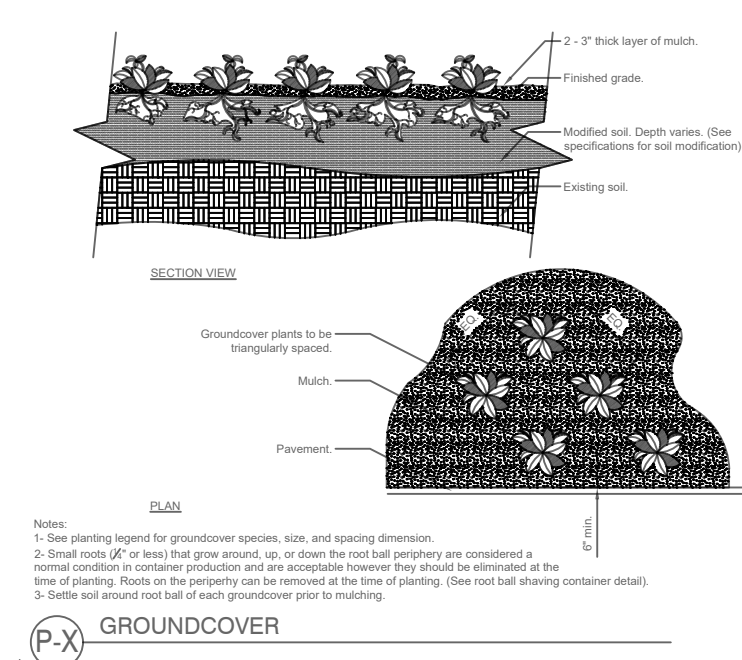 2 - 3" thick layer of mulch.
Finished grade.
Modified soil. Depth varies. (See
specifications for soil modification)
Existing soil.
SECTION VIEW
EQ.
EQ.
Groundcover plants to be
triangularly spaced.
Mulch.
Pavement.
6" min.
PLAN
Notes:
1- See planting legend for groundcover species, size, and spacing dimension.
2- Small roots (¼" or less) that grow around, up, or down the root ball periphery are considered a
normal condition in container production and are acceptable however they should be eliminated at the
time of planting. Roots on the periperhy can be removed at the time of planting. (See root ball shaving container detail).
3- Settle soil around root ball of each groundcover prior to mulching.
P-X
GROUNDCOVER